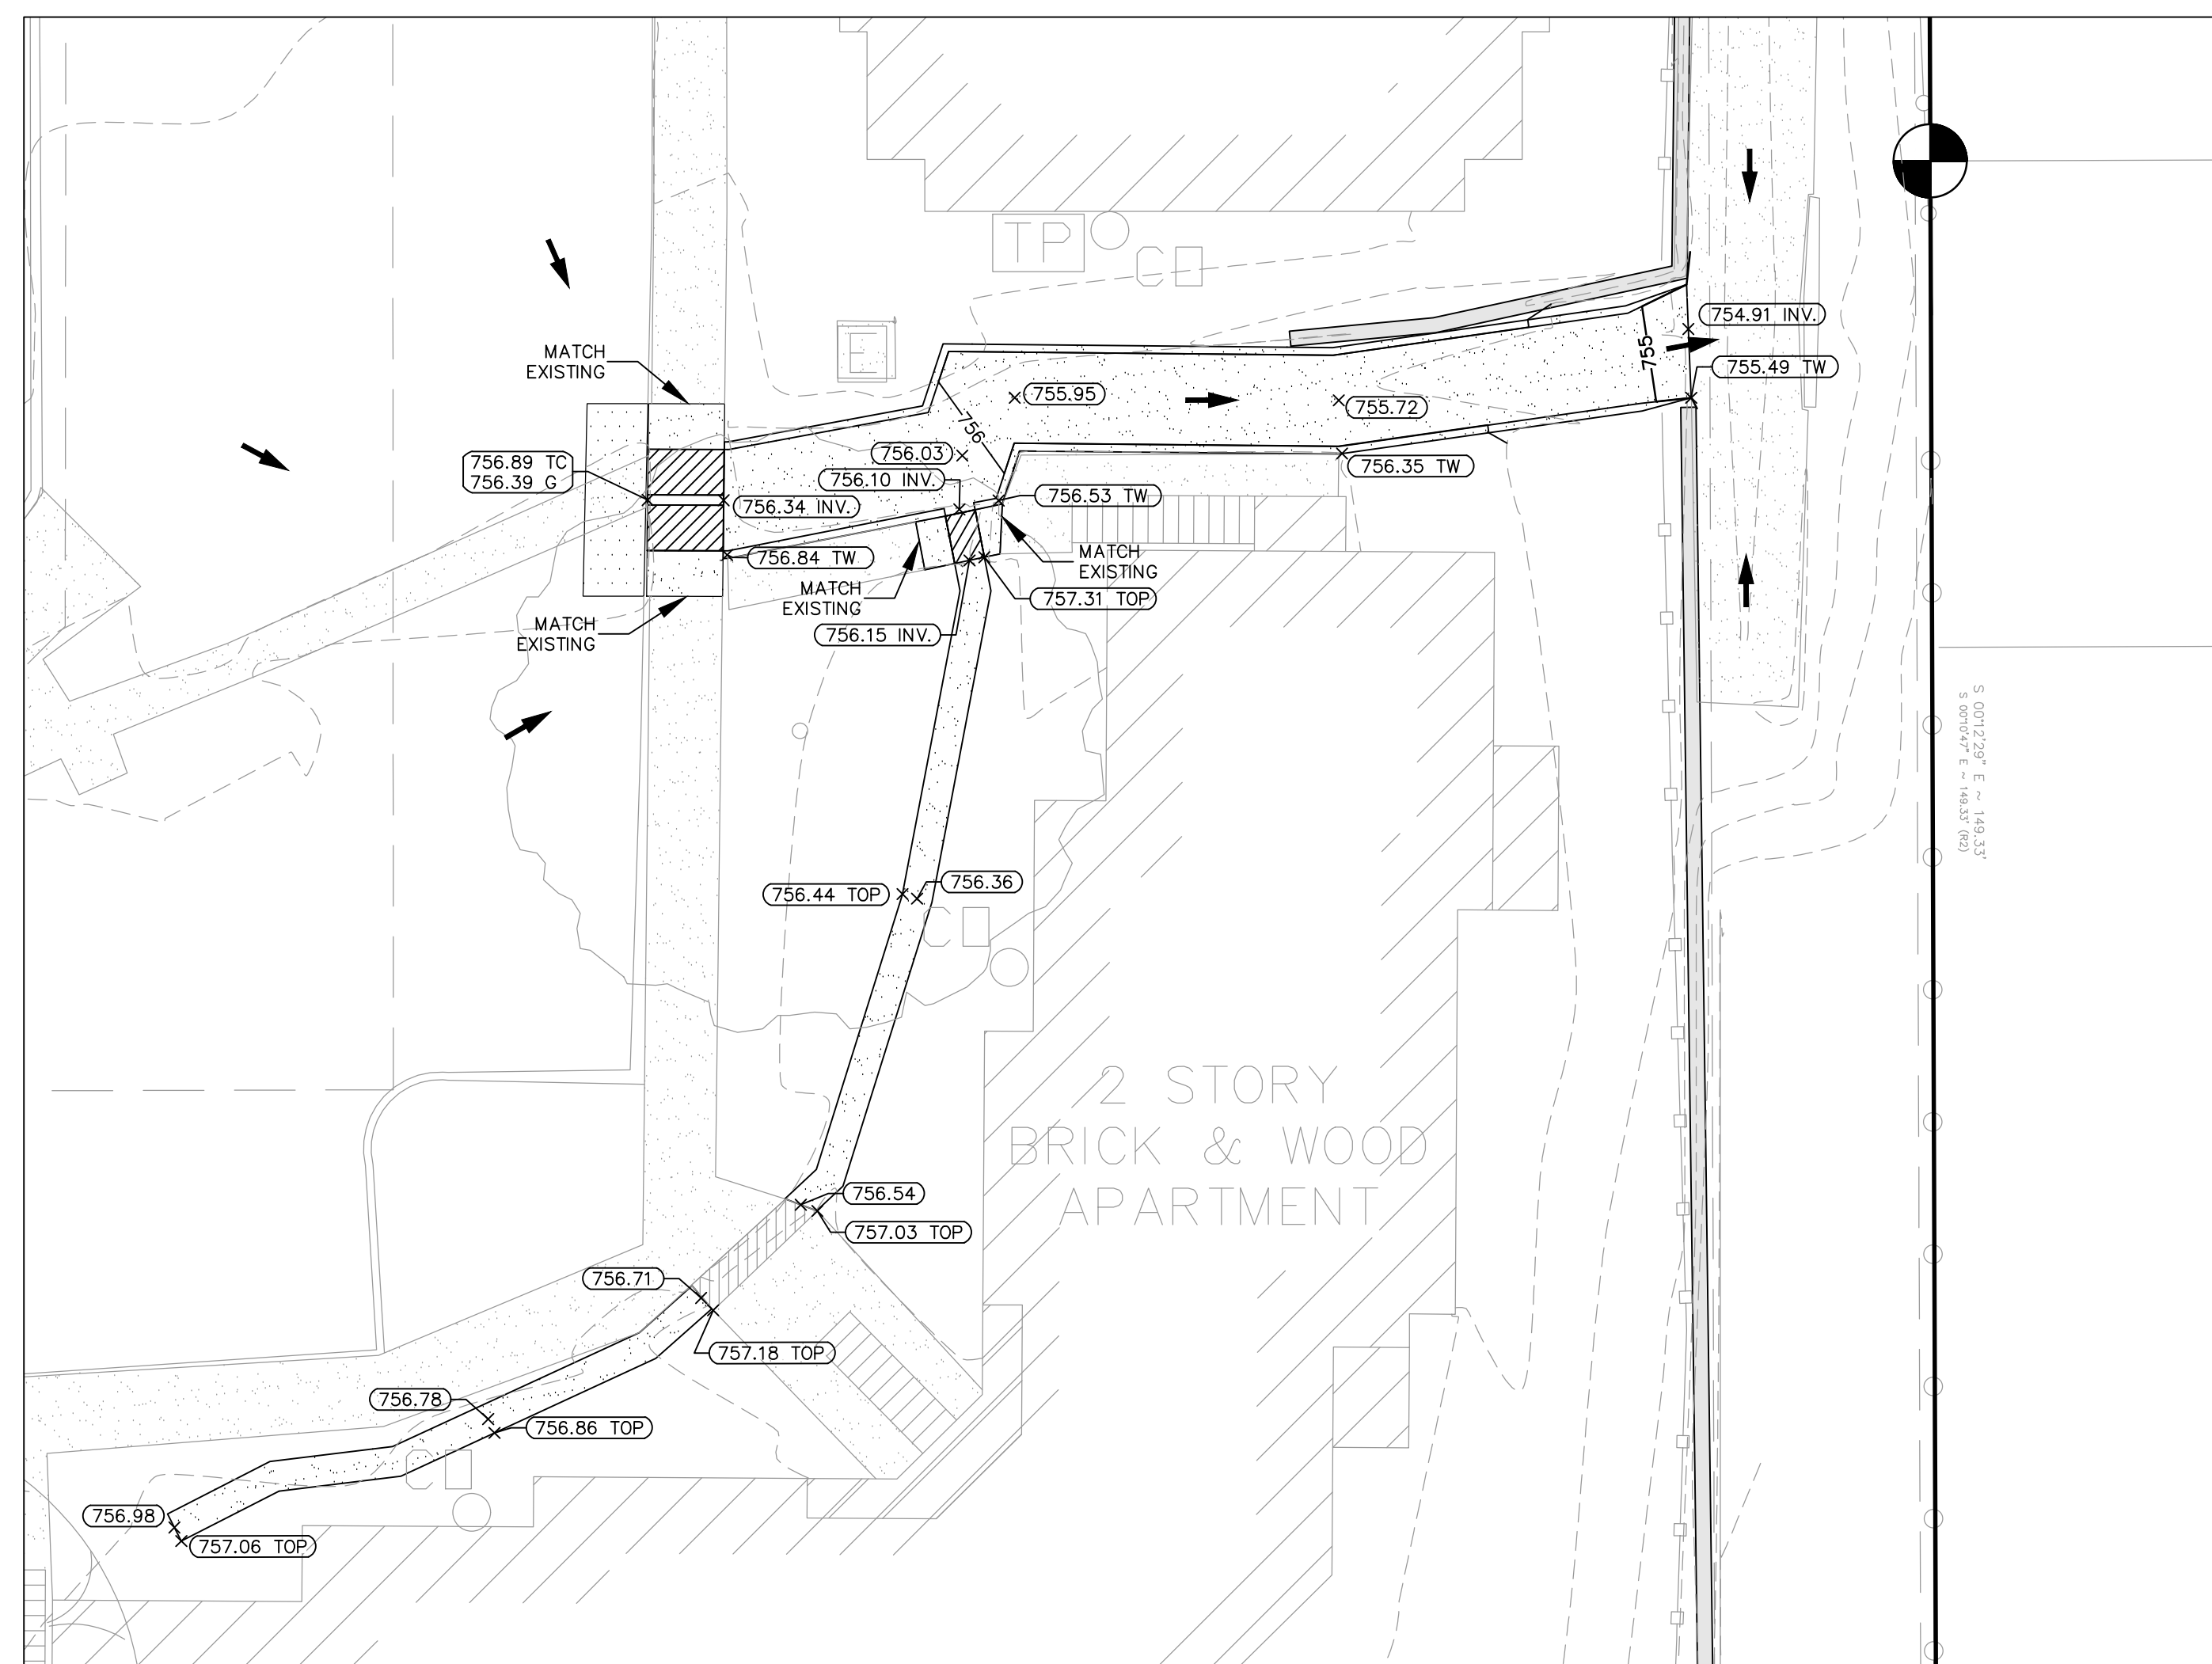 TP
CO
754.91 INV.
MATCH
EXISTING
E
755
755.49 TW
755.95
755.72
756
756.03
756.89 TC
756.39 G
756.10 INV.
756.35 TW
756.34 INV.
756.53 TW
756.84 TW
MATCH
EXISTING
MATCH
EXISTING
757.31 TOP
MATCH
EXISTING
756.15 INV.
S 00°12'29" E ~ 149.33'
S 00°10'47" E ~ 149.33' (R2)
756.44 TOP
756.36
CO
2 STORY
BRICK & WOOD
APARTMENT
756.54
757.03 TOP
756.71
757.18 TOP
756.78
756.86 TOP
CO
756.98
757.06 TOP